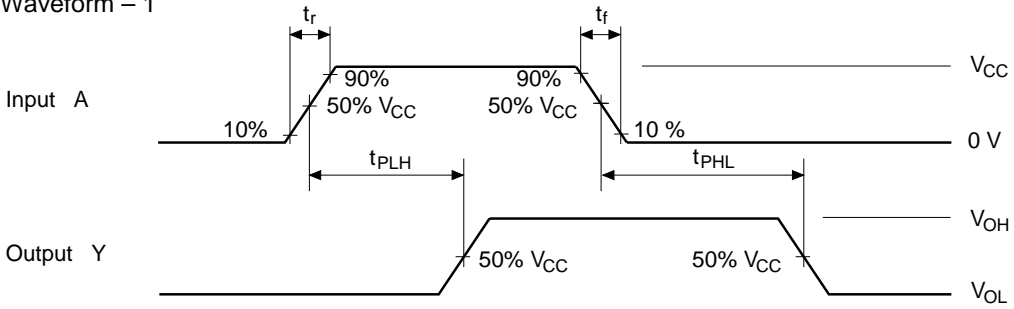 Waveform – 1
tr
tf
VCC
90%
90%
Input A
50% VCC
50% VCC
10%
10 %
0 V
tPLH
tPHL
VOH
Output Y
50% VCC
50% VCC
VOL